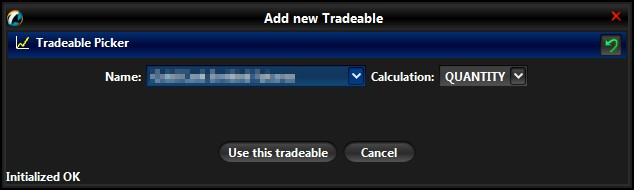 Add new Tradeable
Tradeable Picker
Name: Calculation: QUANTITY
Use this tradeable Cancel
Initialized OK